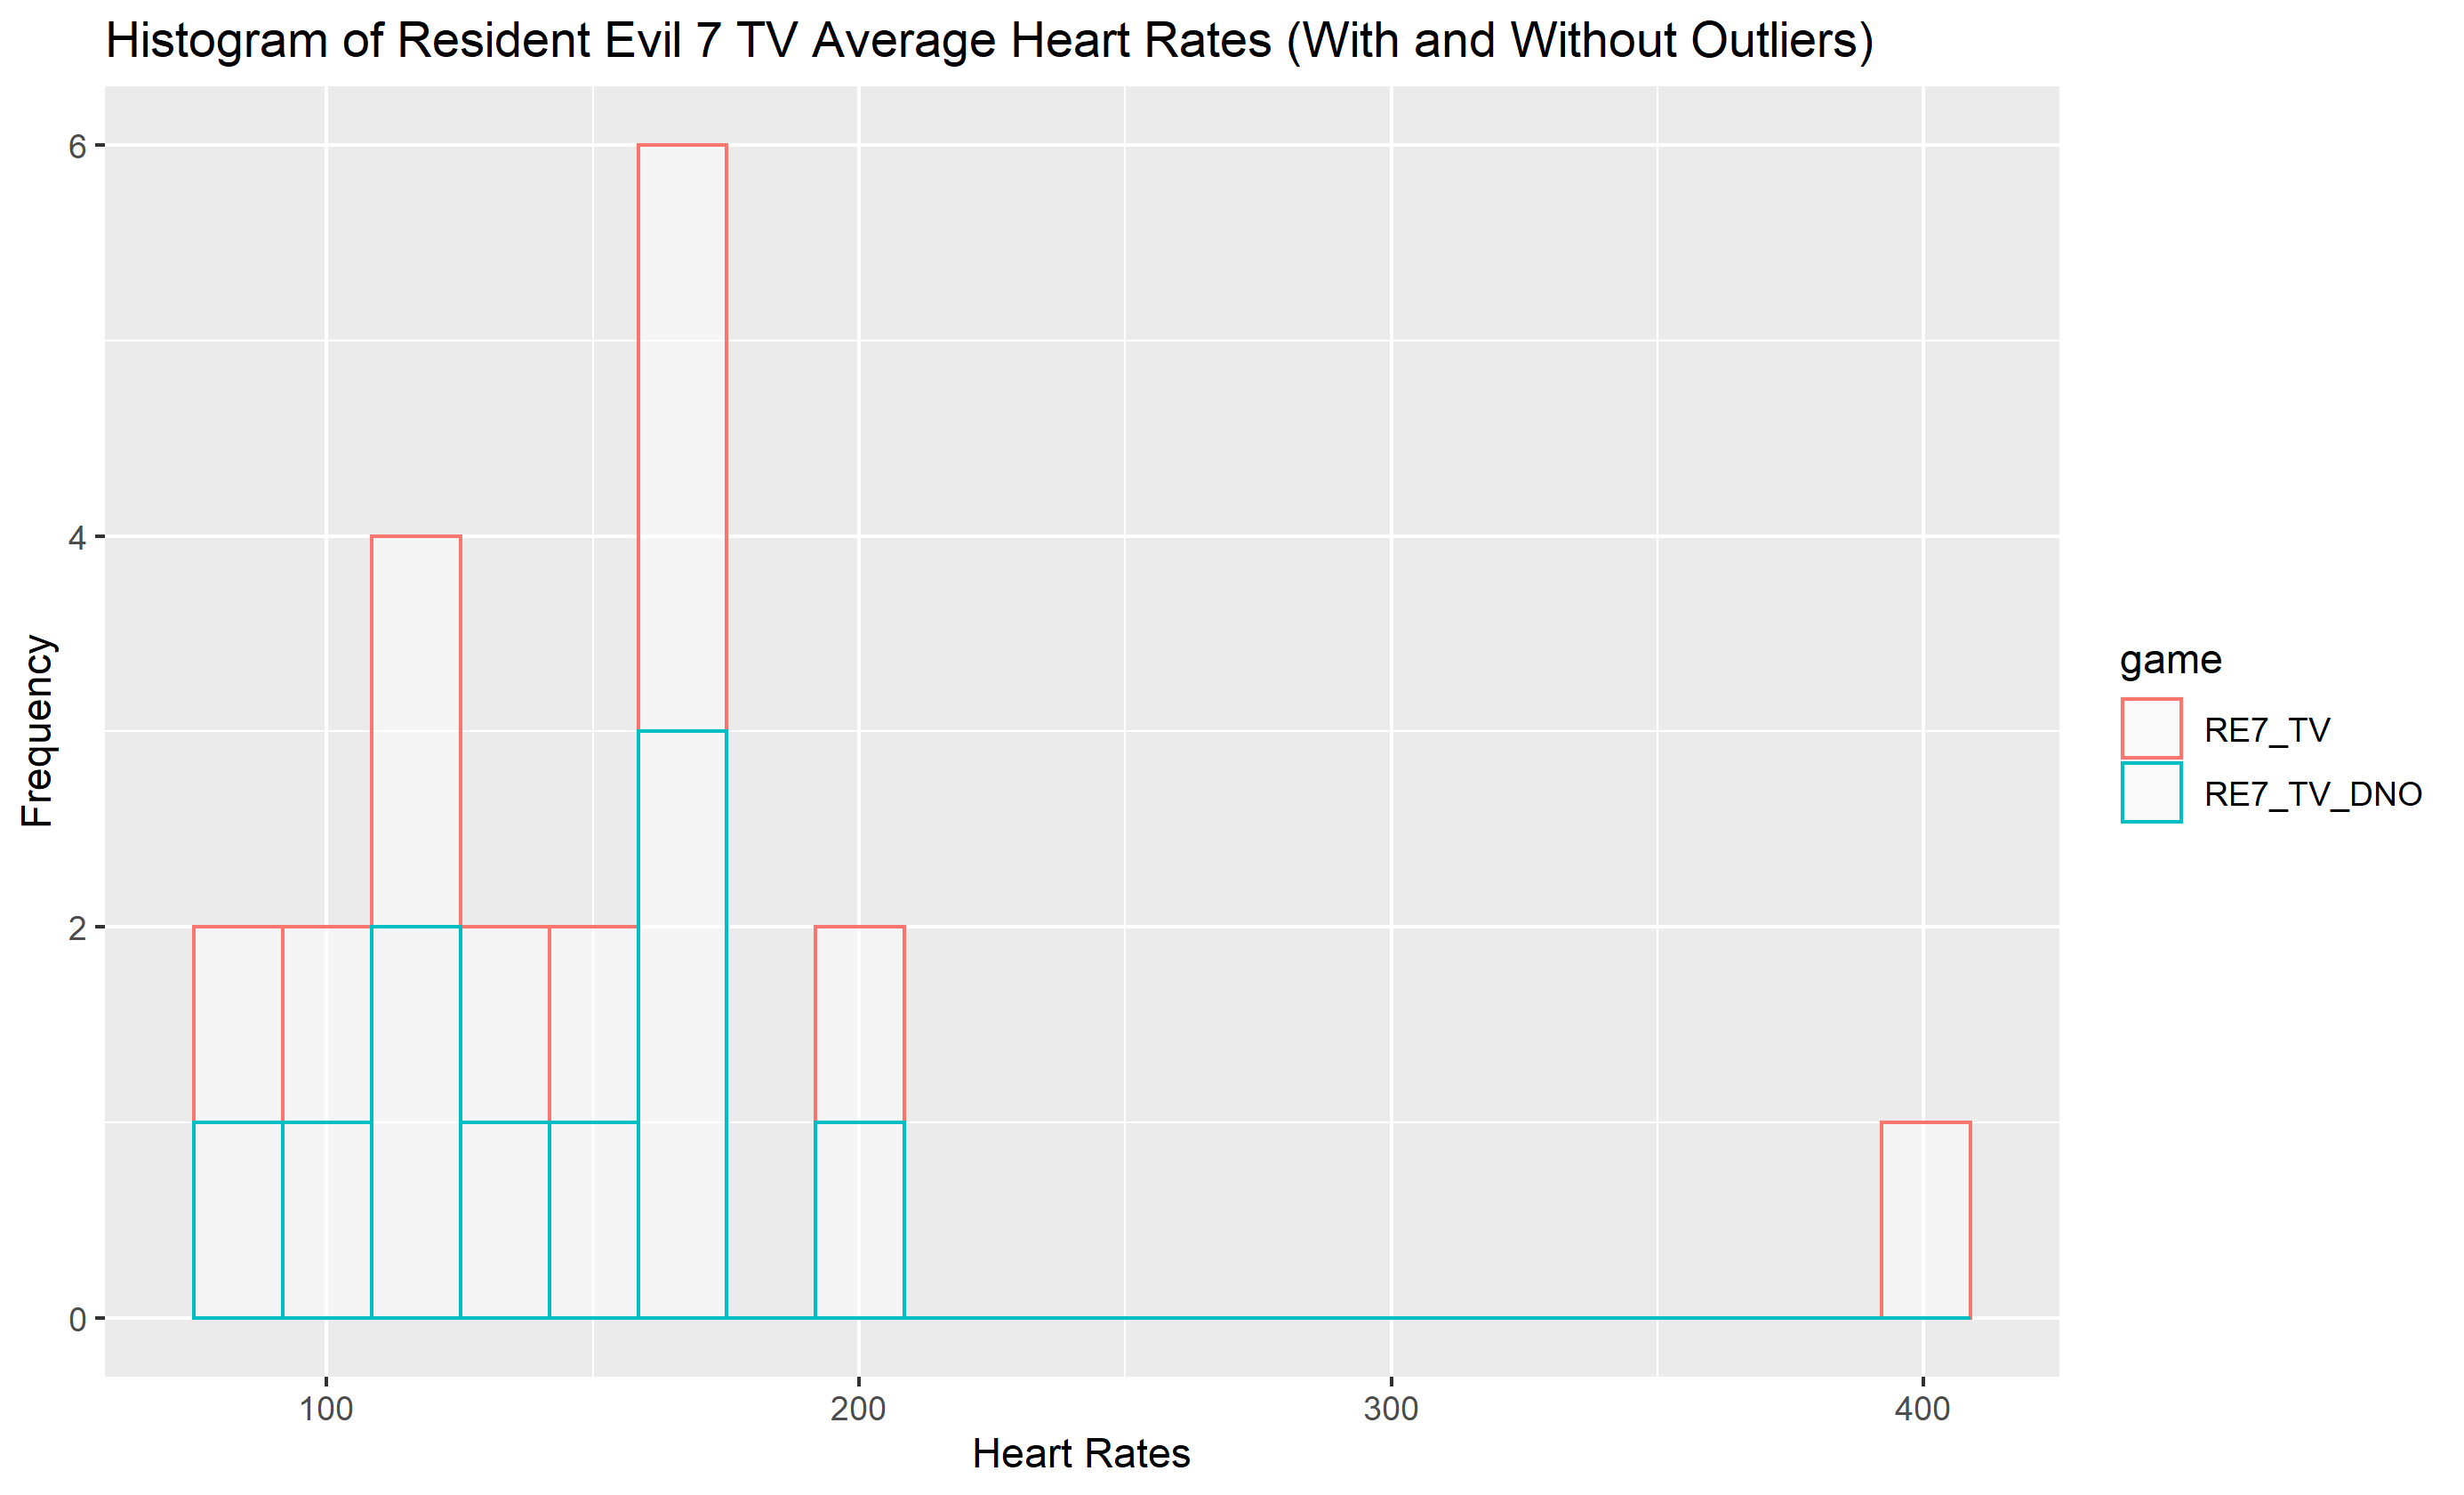 Histogram of Resident Evil 7 TV Average Heart Rates (With and Without Outliers)
6
4
2
0
Frequency
100 200 300 400
Heart Rates
game
RE7_TV
RE7_TV_DNO